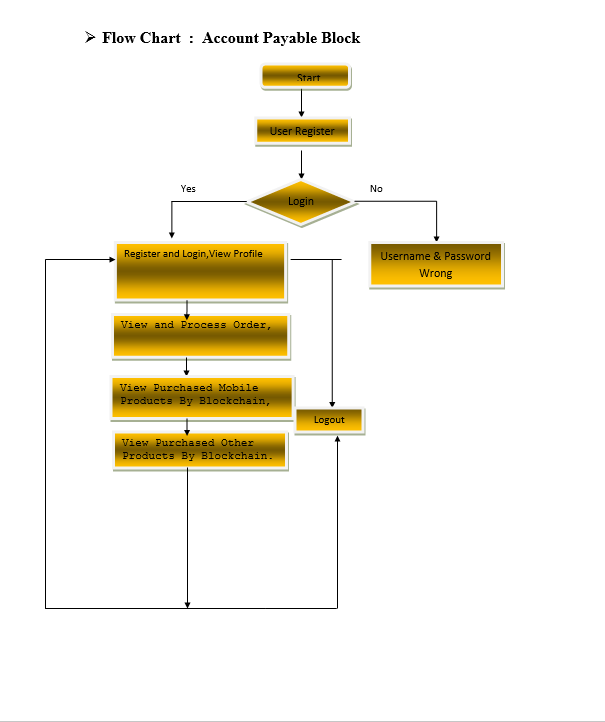 ➢ Flow Chart : Account Payable Block
Start
User Register
Yes
No
Login
Register and Login,View Profile
Username & Password
Wrong
View and Process Order,
View Purchased Mobile
Products By Blockchain,
Logout
View Purchased Other
Products By Blockchain.